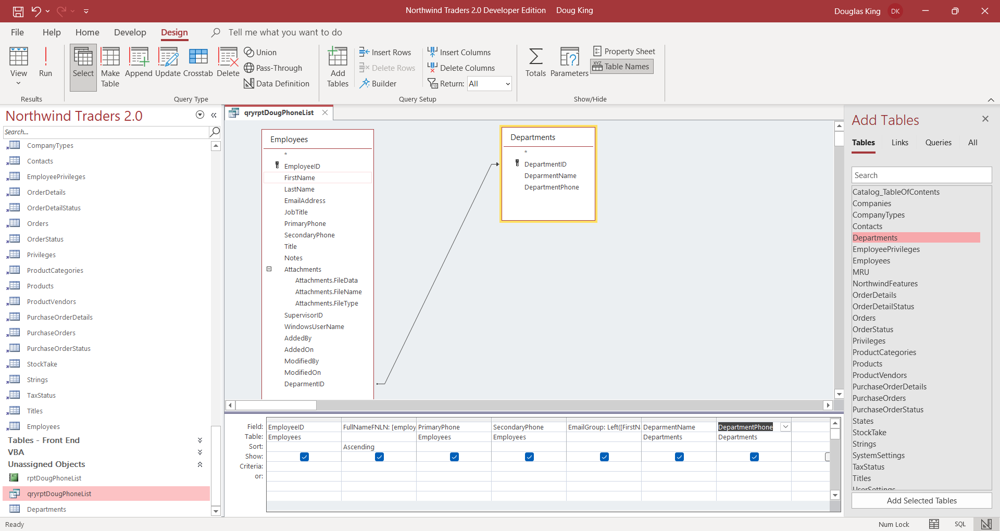 Northwind Traders 2.0 Developer Edition Doug King
Douglas King DK
File Help Home Develop Design Tell me what you want to do
View
Run
Results
Select
Make Table
Append
Update
Crosstab
Delete
Union
Pass-Through
Data Definition
Query Type
Add Tables
Insert Rows
Delete Rows
Builder
Insert Columns
Delete Columns
Return: All
Query Setup
Totals
Parameters
Property Sheet
Table Names
Show/Hide
Northwind Traders 2.0
Search...
CompanyTypes
Contacts
EmployeePrivileges
OrderDetails
OrderDetailStatus
Orders
OrderStatus
Privileges
ProductCategories
Products
ProductVendors
PurchaseOrderDetails
PurchaseOrders
PurchaseOrderStatus
StockTake
Strings
TaxStatus
Titles
Employees
Tables - Front End
VBA
Unassigned Objects
rptDougPhoneList
qryrptDougPhoneList
Departments
qryrptDougPhoneList
Employees
*
EmployeeID
FirstName
LastName
EmailAddress
JobTitle
PrimaryPhone
SecondaryPhone
Title
Notes
Attachments
Attachments.FileData
Attachments.FileName
Attachments.FileType
SupervisorID
WindowsUserName
AddedBy
AddedOn
ModifiedBy
ModifiedOn
DeparmentID
Departments
*
DepartmentID
DeparmentName
DepartmentPhone
Field: EmployeeID FullNameFNLN: [employ PrimaryPhone SecondaryPhone EmailGroup: Left([FirstN DeparmentName DepartmentPhone
Table: Employees Employees Employees Departments Departments
Sort: Ascending
Show:
Criteria:
or:
Add Tables
Tables Links Queries All
Search
Catalog_TableOfContents
Companies
CompanyTypes
Contacts
Departments
EmployeePrivileges
Employees
MRU
NorthwindFeatures
OrderDetails
OrderDetailStatus
Orders
OrderStatus
Privileges
ProductCategories
Products
ProductVendors
PurchaseOrderDetails
PurchaseOrders
PurchaseOrderStatus
States
StockTake
Strings
SystemSettings
TaxStatus
Titles
UserSettings
Add Selected Tables
Ready
Num Lock SQL